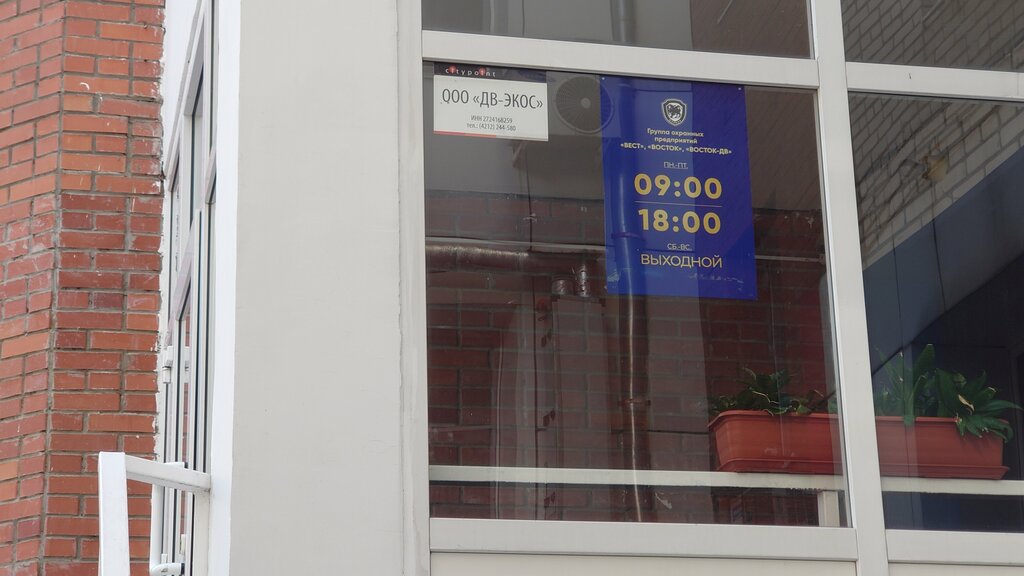 citypoint
ООО «ДВ-ЭКОС»
ИНН 2724168259
тел.: (4212) 244-580
Группа охранных
предприятий
«ВЕСТ», «ВОСТОК», «ВОСТОК-ДВ»
ПН.-ПТ.
09:00
18:00
СБ.-ВС.
ВЫХОДНОЙ